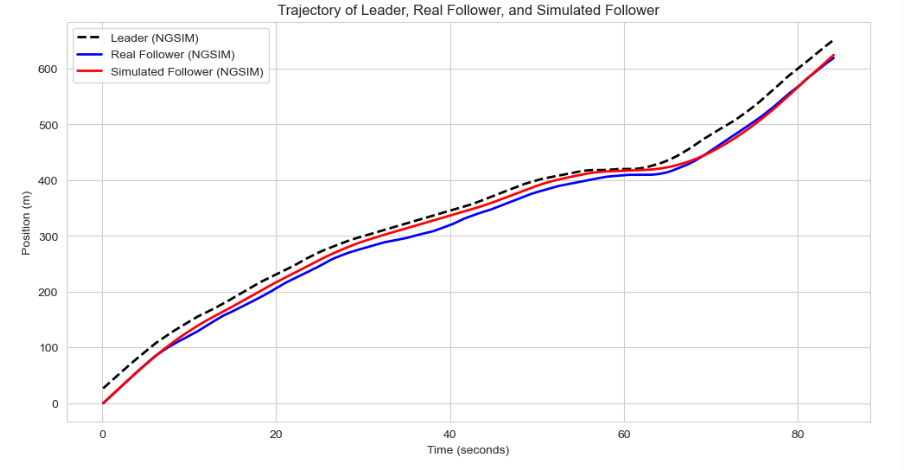 Trajectory of Leader, Real Follower, and Simulated Follower
Leader (NGSIM)
Real Follower (NGSIM)
Simulated Follower (NGSIM)
Position (m)
600
500
400
300
200
100
0
0 20 40 60 80
Time (seconds)